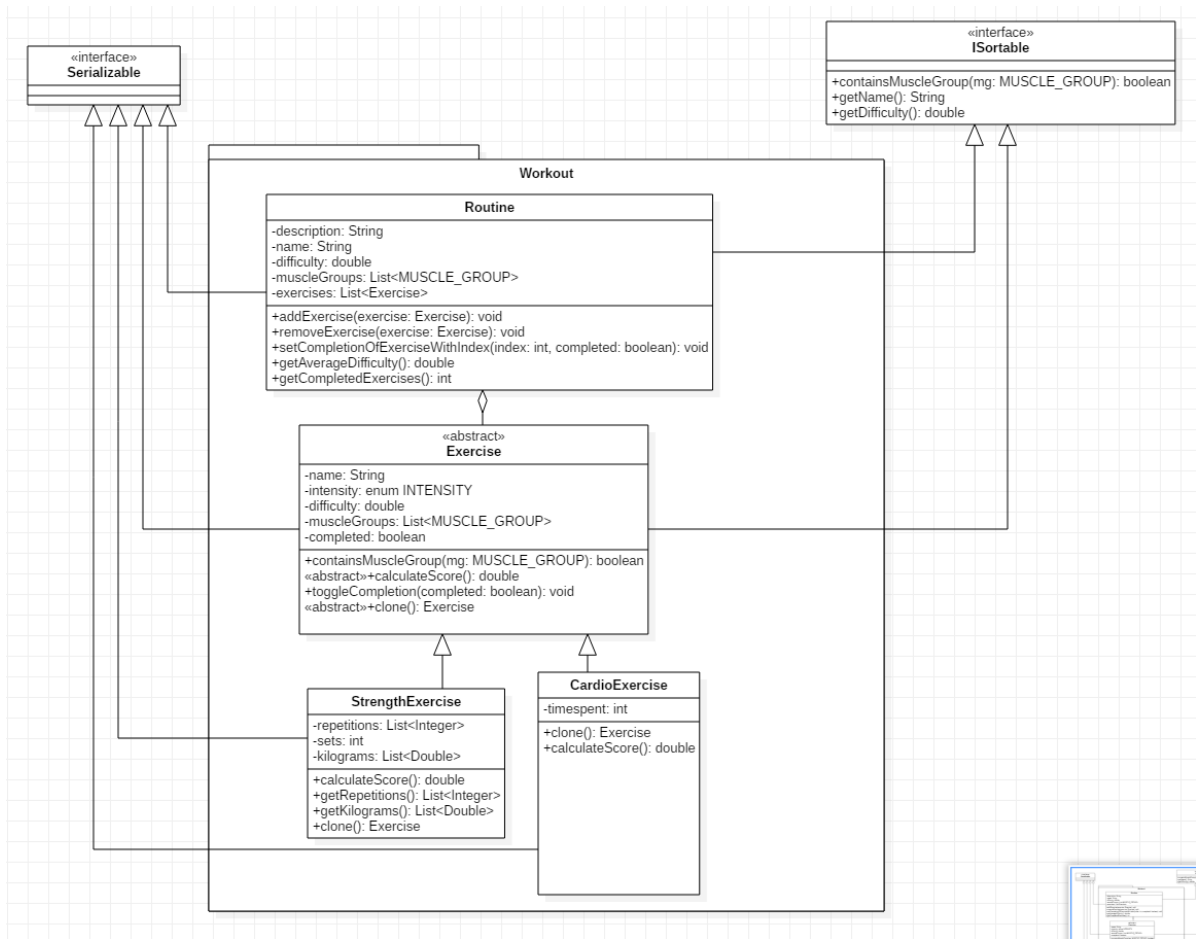 «interface»
Serializable
«interface»
ISortable
+containsMuscleGroup(mg: MUSCLE_GROUP): boolean
+getName(): String
+getDifficulty(): double
Workout
Routine
-description: String
-name: String
-difficulty: double
-muscleGroups: List<MUSCLE_GROUP>
-exercises: List<Exercise>
+addExercise(exercise: Exercise): void
+removeExercise(exercise: Exercise): void
+setCompletionOfExerciseWithIndex(index: int, completed: boolean): void
+getAverageDifficulty(): double
+getCompletedExercises(): int
«abstract»
Exercise
-name: String
-intensity: enum INTENSITY
-difficulty: double
-muscleGroups: List<MUSCLE_GROUP>
-completed: boolean
+containsMuscleGroup(mg: MUSCLE_GROUP): boolean
«abstract»+calculateScore(): double
+toggleCompletion(completed: boolean): void
«abstract»+clone(): Exercise
StrengthExercise
-repetitions: List<Integer>
-sets: int
-kilograms: List<Double>
+calculateScore(): double
+getRepetitions(): List<Integer>
+getKilograms(): List<Double>
+clone(): Exercise
CardioExercise
-timespent: int
+clone(): Exercise
+calculateScore(): double